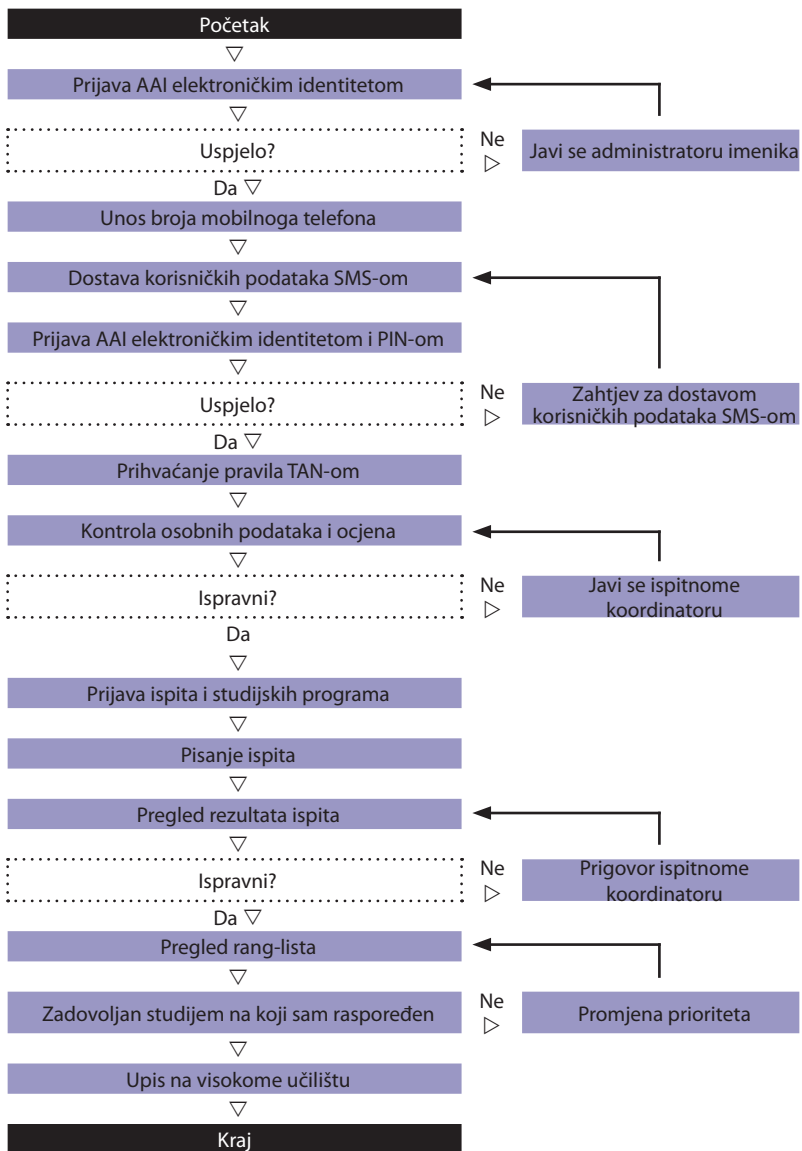 Početak
Prijava AAI elektroničkim identitetom
Uspjelo?
Ne
Javi se administratoru imenika
Da
Unos broja mobilnoga telefona
Dostava korisničkih podataka SMS-om
Prijava AAI elektroničkim identitetom i PIN-om
Uspjelo?
Ne
Zahtjev za dostavom
korisničkih podataka SMS-om
Da
Prihvaćanje pravila TAN-om
Kontrola osobnih podataka i ocjena
Ispravni?
Ne
Javi se ispitnome
koordinatoru
Da
Prijava ispita i studijskih programa
Pisanje ispita
Pregled rezultata ispita
Ispravni?
Ne
Prigovor ispitnome
koordinatoru
Da
Pregled rang-lista
Zadovoljan studijem na koji sam raspoređen
Ne
Promjena prioriteta
Upis na visokome učilištu
Kraj